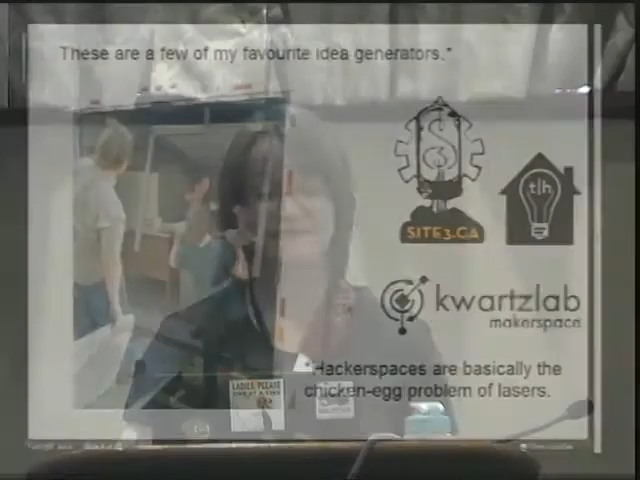 These are a few of my favourite idea generators.*
SITE3.CA
t|h
kwartzlab
makerspace
*Hackerspaces are basically the
chicken-egg problem of lasers.
LADIES PLEASE